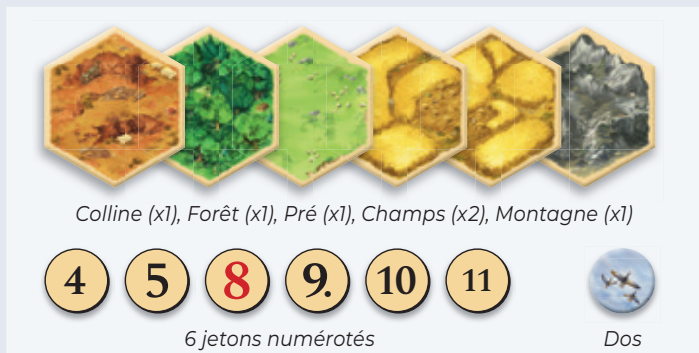 Colline (x1), Forêt (x1), Pré (x1), Champs (x2), Montagne (x1)
4 5 8 9. 10 11
6 jetons numérotés Dos